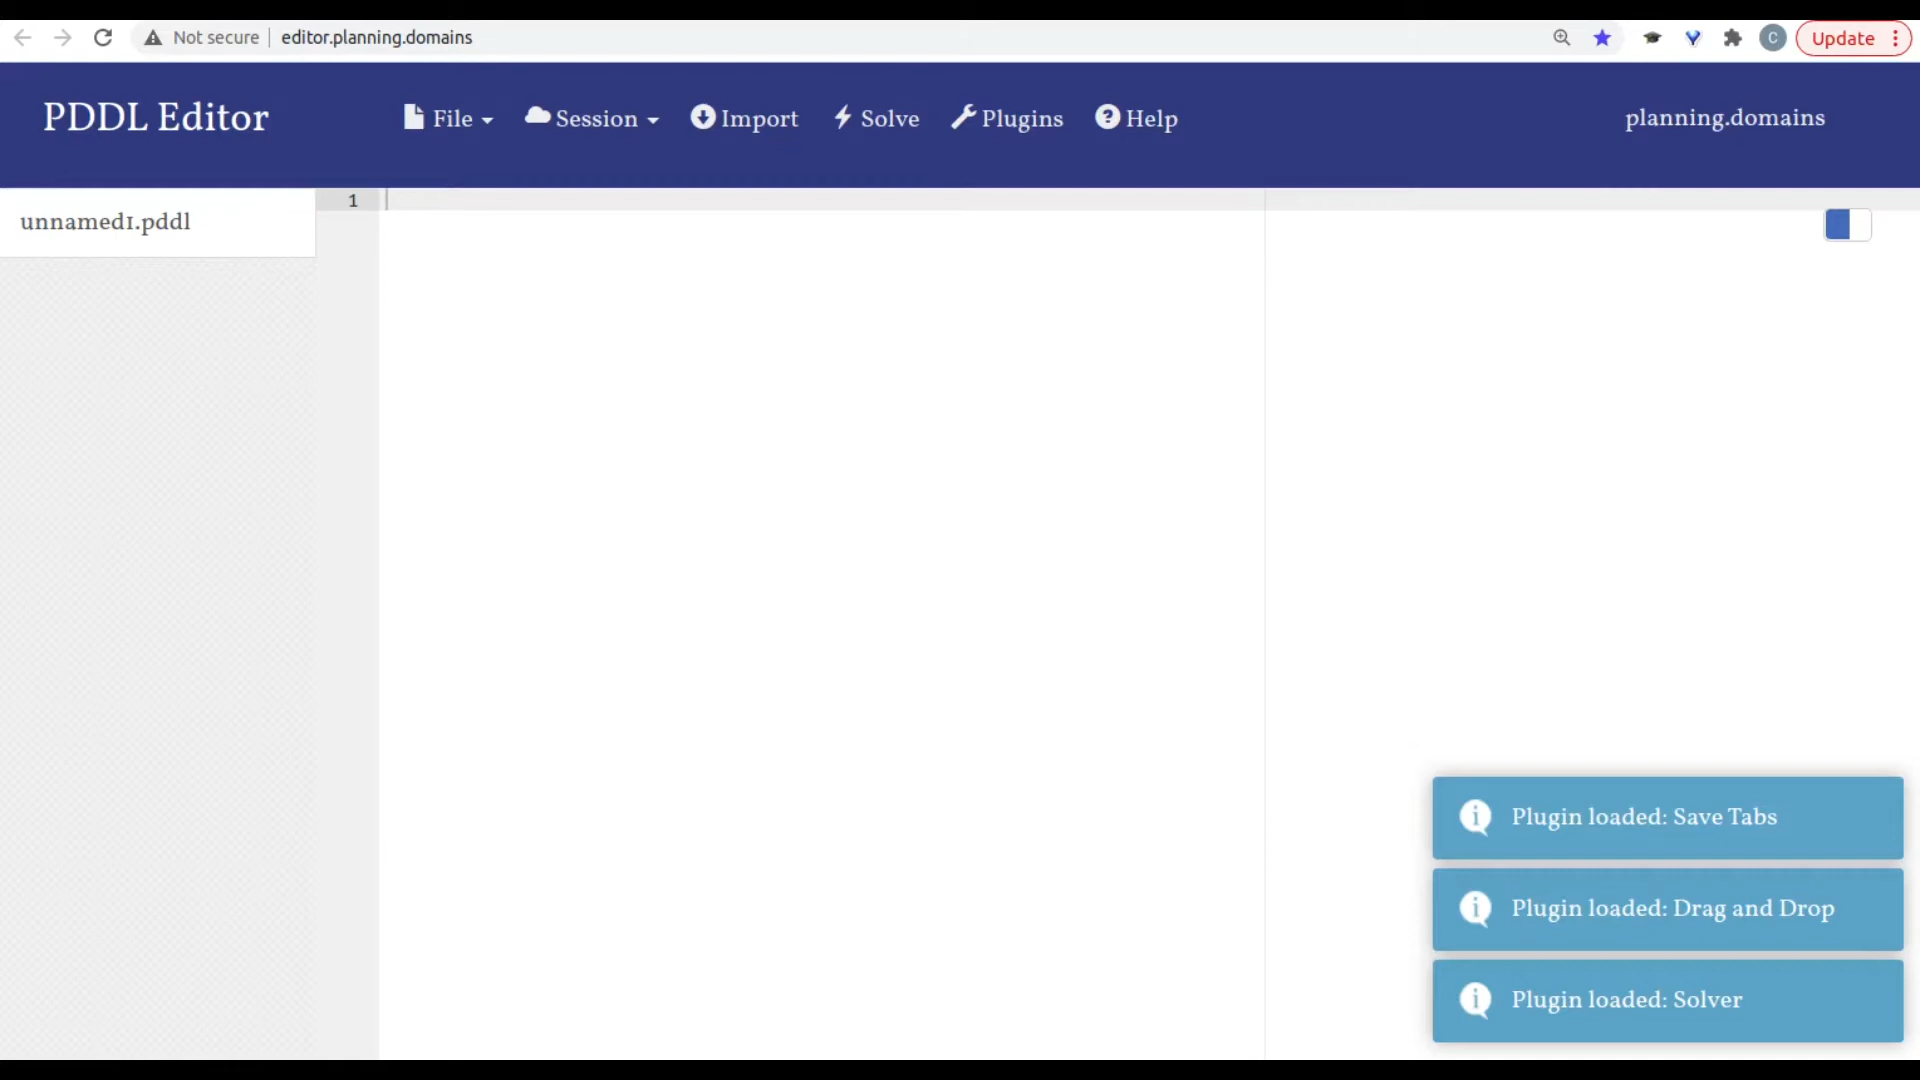 Not secure editor.planning.domains C Update
PDDL Editor File Session Import Solve Plugins Help planning.domains
unnamed1.pddl
1
Plugin loaded: Save Tabs
Plugin loaded: Drag and Drop
Plugin loaded: Solver